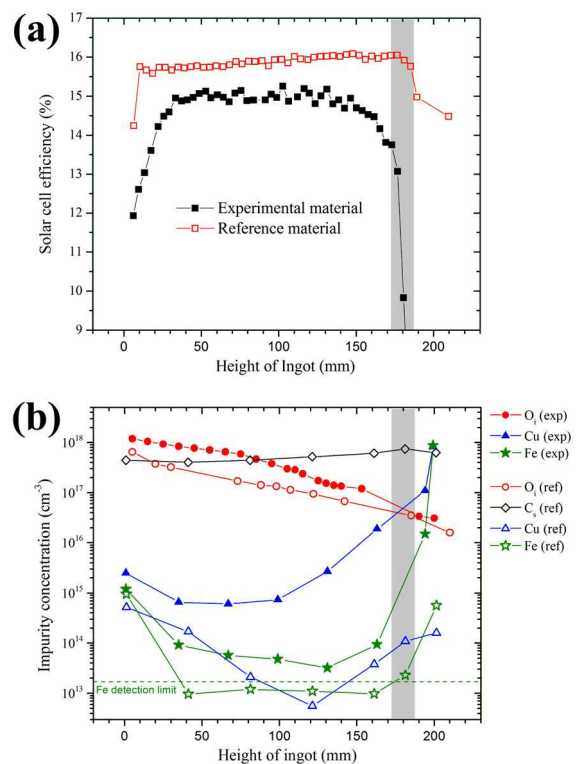 (a)
17
16
15
14
13
12
11
10
9
Solar cell efficiency (%)
Experimental material
Reference material
0 50 100 150 200
Height of Ingot (mm)
(b)
10^18
10^17
10^16
10^15
10^14
10^13
Impurity concentration (cm^-3)
Fe detection limit
0 50 100 150 200
Height of ingot (mm)
O_i (exp)
Cu (exp)
Fe (exp)
O_i (ref)
C_s (ref)
Cu (ref)
Fe (ref)